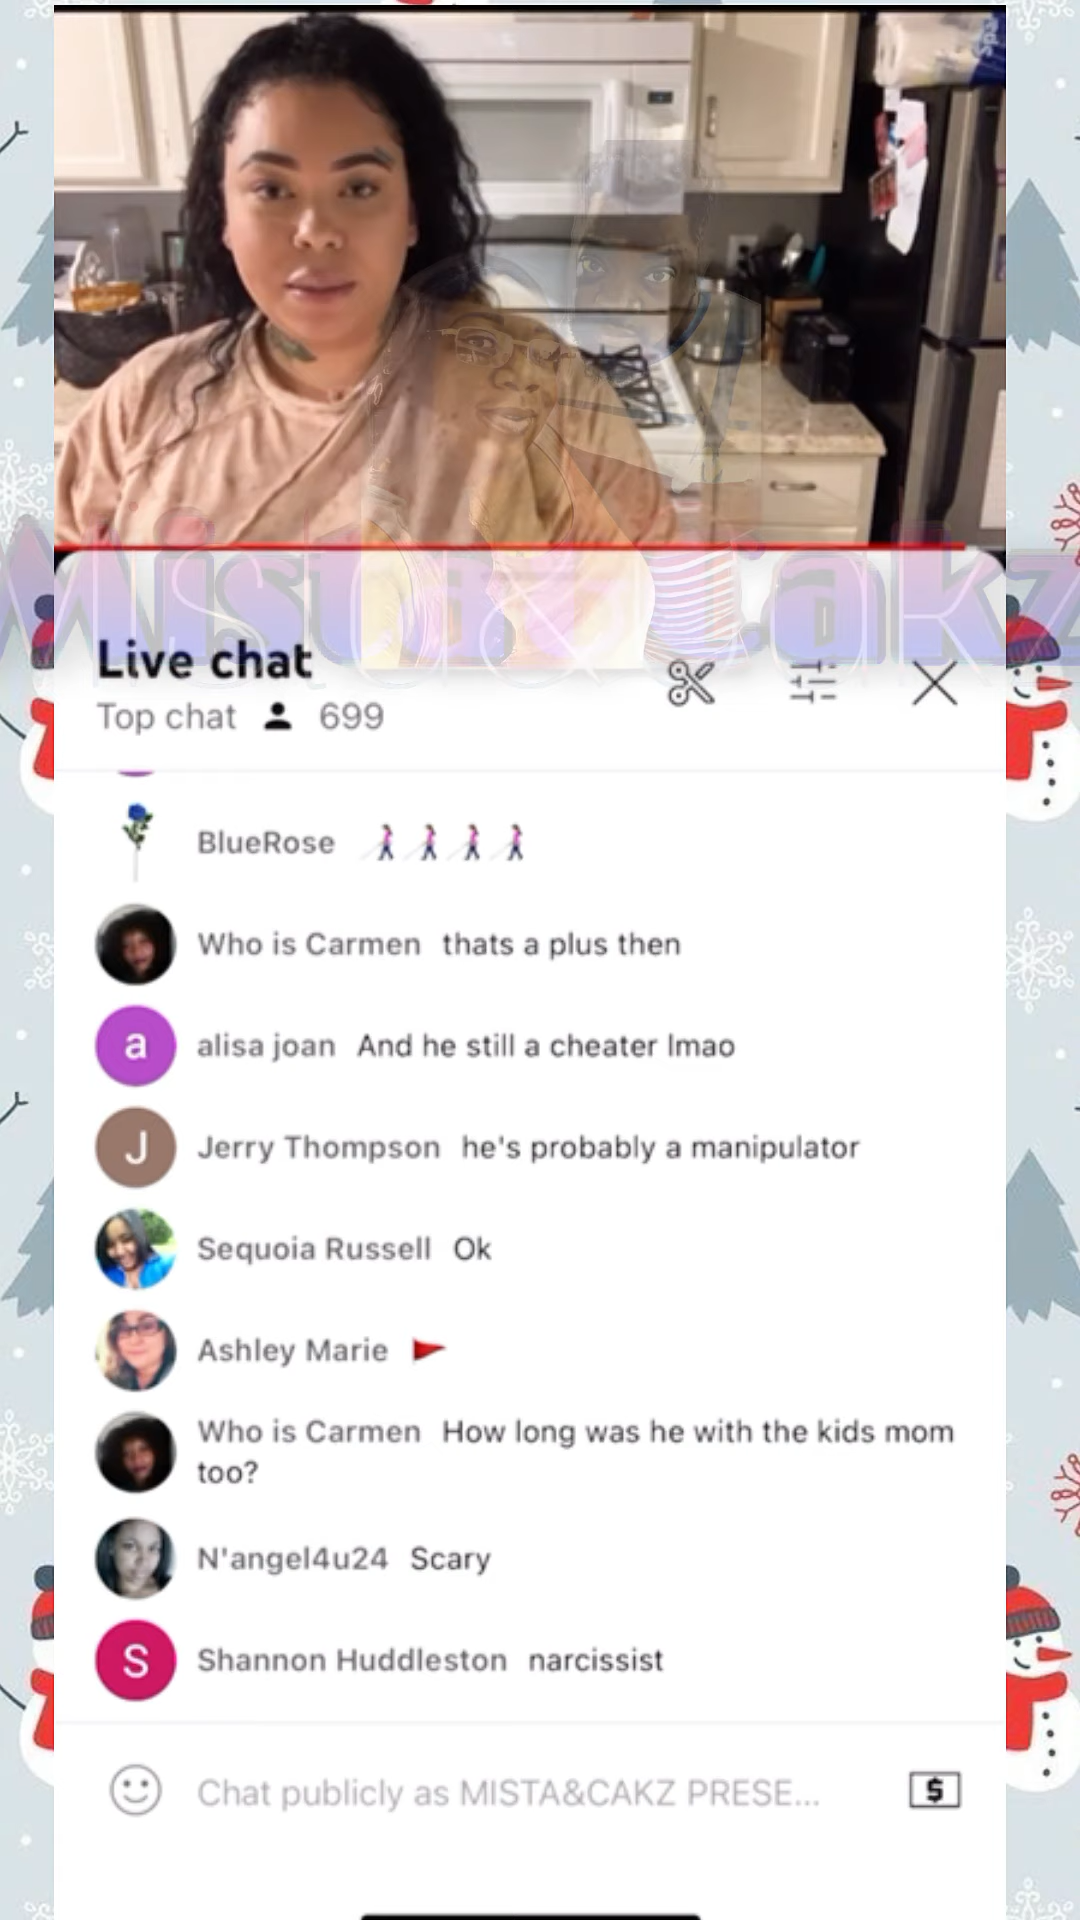 Mista & Cakz
Live chat
Top chat 699
BlueRose
Who is Carmen thats a plus then
a
alisa joan And he still a cheater lmao
J
Jerry Thompson he's probably a manipulator
Sequoia Russell Ok
Ashley Marie
Who is Carmen How long was he with the kids mom
too?
N'angel4u24 Scary
S
Shannon Huddleston narcissist
Chat publicly as MISTA&CAKZ PRESE...
$